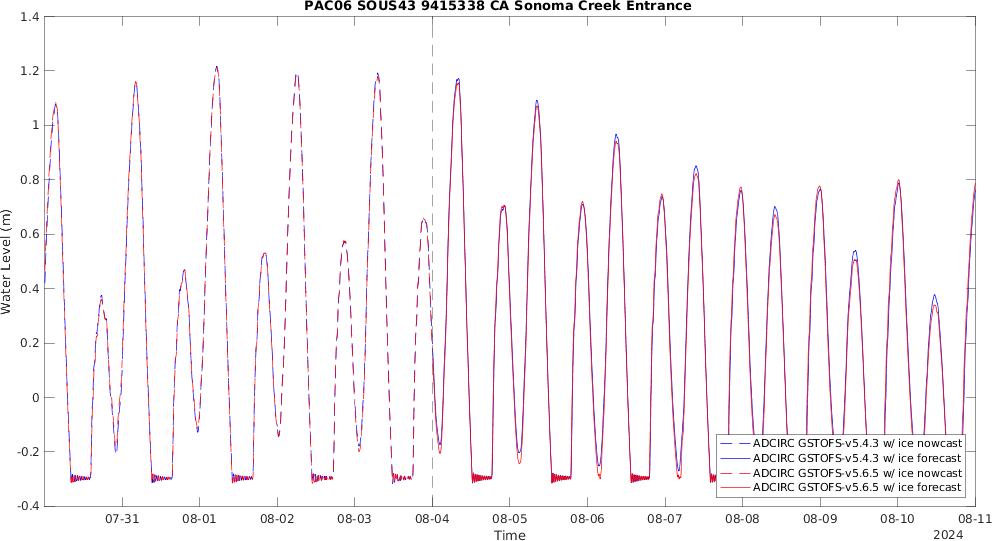 PAC06 SOUS43 9415338 CA Sonoma Creek Entrance
1.4
1.2
1
0.8
0.6
0.4
0.2
0
-0.2
-0.4
Water Level (m)
07-31 08-01 08-02 08-03 08-04 08-05 08-06 08-07 08-08 08-09 08-10 08-11
Time
2024
ADCIRC GSTOFS-v5.4.3 w/ ice nowcast
ADCIRC GSTOFS-v5.4.3 w/ ice forecast
ADCIRC GSTOFS-v5.6.5 w/ ice nowcast
ADCIRC GSTOFS-v5.6.5 w/ ice forecast